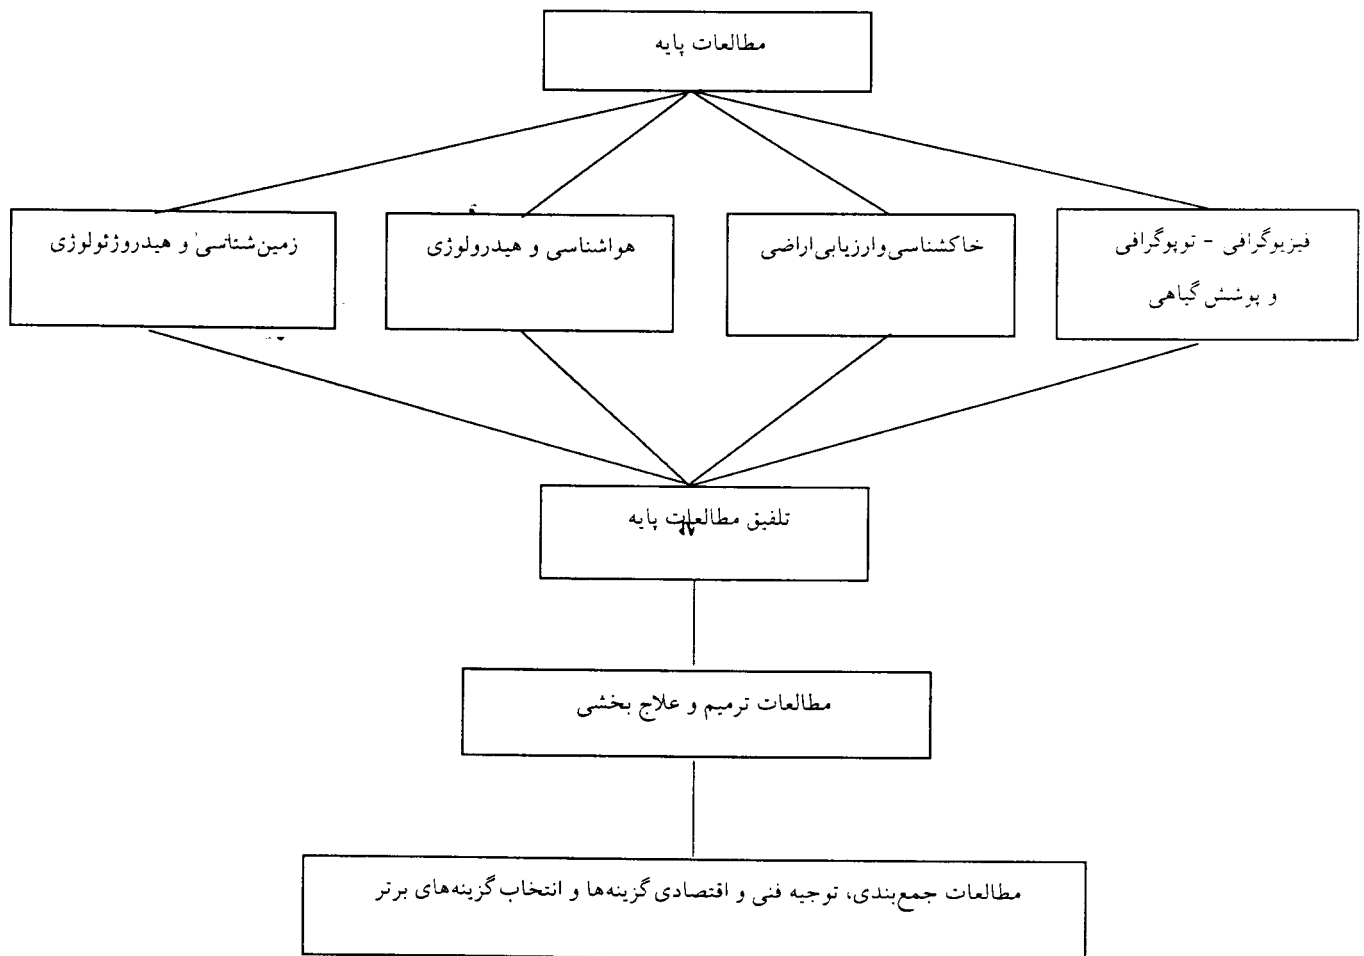 مطالعات پایه
فیزیوگرافی - توپوگرافی
و پوشش گیاهی
خاکشناسی و ارزیابی اراضی
هواشناسی و هیدرولوژی
زمین‌شناسی و هیدروژئولوژی
تلفیق مطالعات پایه
مطالعات ترمیم و علاج بخشی
مطالعات جمع‌بندی، توجیه فنی و اقتصادی گزینه‌ها و انتخاب گزینه‌های برتر